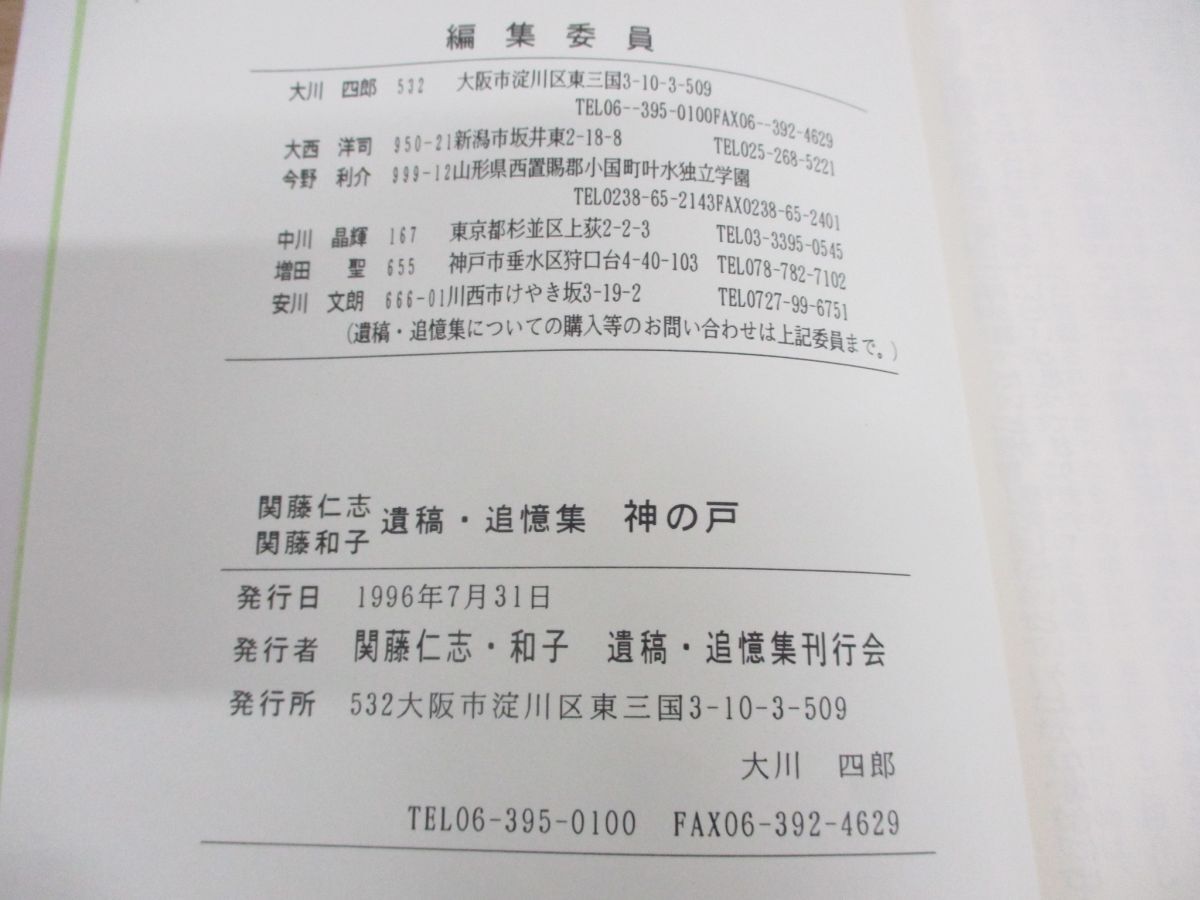 編集委員
大川 四郎 532 大阪市淀川区東三国3-10-3-509
TEL06--395-0100FAX06--392-4629
大西 洋司 950-21新潟市坂井東2-18-8 TEL025-268-5221
今野 利介 999-12山形県西置賜郡小国町叶水独立学園
TEL0238-65-2143FAX0238-65-2401
中川 晶輝 167 東京都杉並区上荻2-2-3 TEL03-3395-0545
増田 聖 655 神戸市垂水区狩口台4-40-103 TEL078-782-7102
安川 文朗 666-01川西市けやき坂3-19-2 TEL0727-99-6751
(遺稿・追憶集についての購入等のお問い合わせは上記委員まで。)
関藤仁志
関藤和子 遺稿・追憶集 神の戸
発行日 1996年7月31日
発行者 関藤仁志・和子 遺稿・追憶集刊行会
発行所 532大阪市淀川区東三国3-10-3-509
大川 四郎
TEL06-395-0100 FAX06-392-4629